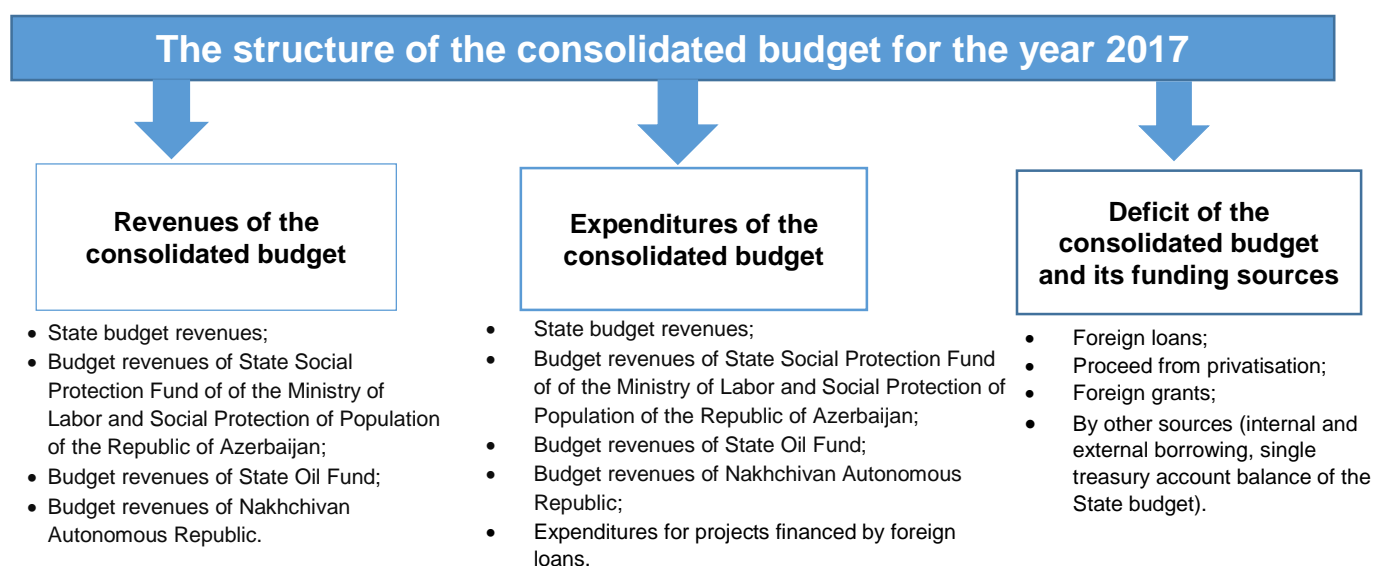 The structure of the consolidated budget for the year 2017
Revenues of the
consolidated budget
• State budget revenues;
• Budget revenues of State Social
Protection Fund of of the Ministry of
Labor and Social Protection of Population
of the Republic of Azerbaijan;
• Budget revenues of State Oil Fund;
• Budget revenues of Nakhchivan
Autonomous Republic.
Expenditures of the
consolidated budget
• State budget revenues;
• Budget revenues of State Social Protection Fund
of of the Ministry of Labor and Social Protection of
Population of the Republic of Azerbaijan;
• Budget revenues of State Oil Fund;
• Budget revenues of Nakhchivan Autonomous
Republic;
• Expenditures for projects financed by foreign
loans.
Deficit of the
consolidated budget
and its funding sources
• Foreign loans;
• Proceed from privatisation;
• Foreign grants;
• By other sources (internal and
external borrowing, single
treasury account balance of the
State budget).